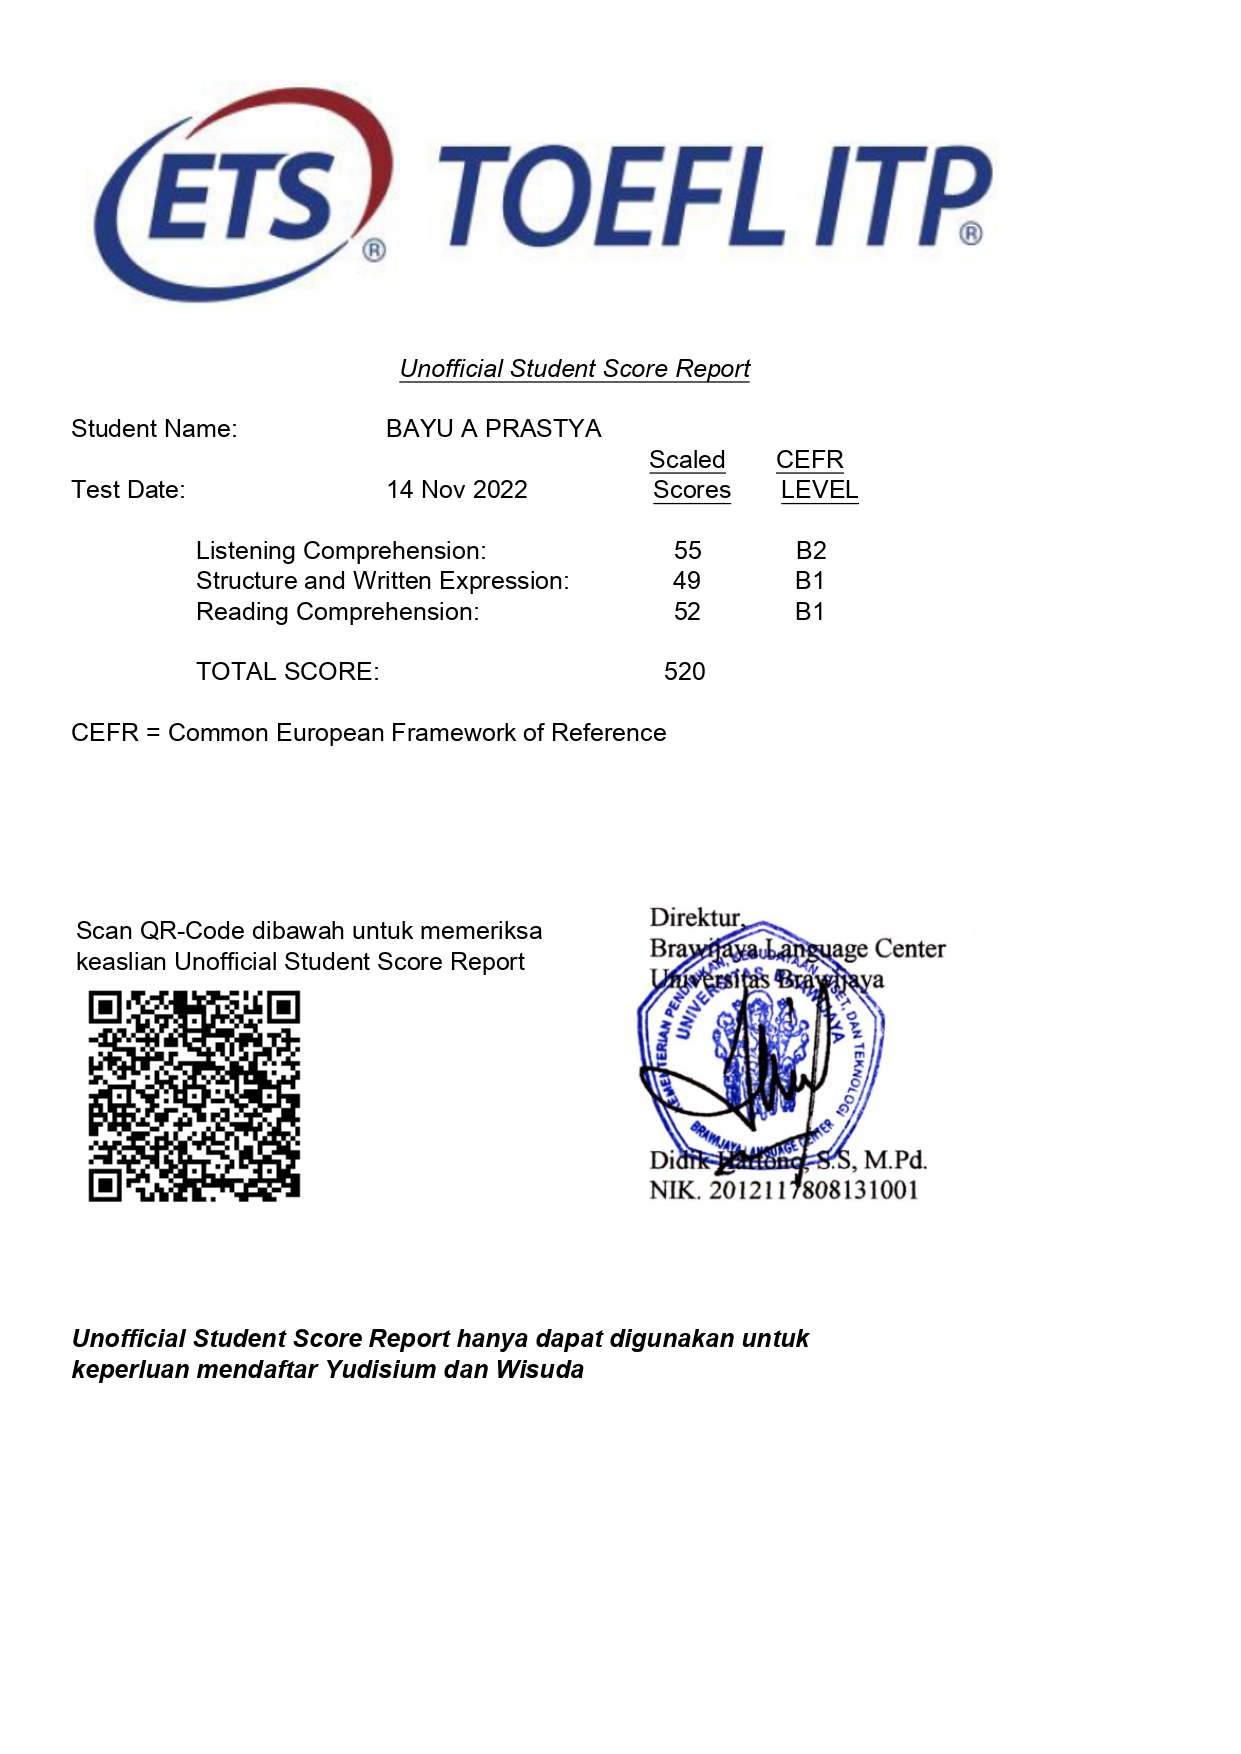 ETS® TOEFL ITP®
Unofficial Student Score Report
Student Name: BAYU A PRASTYA
Scaled CEFR
Test Date: 14 Nov 2022 Scores LEVEL
Listening Comprehension: 55 B2
Structure and Written Expression: 49 B1
Reading Comprehension: 52 B1
TOTAL SCORE: 520
CEFR = Common European Framework of Reference
Scan QR-Code dibawah untuk memeriksa
keaslian Unofficial Student Score Report
Direktur,
Brawijaya Language Center
Universitas Brawijaya
KEMENTERIAN PENDIDIKAN, KEBUDAYAAN, RISET, DAN TEKNOLOGI
UNIVERSITAS BRAWIJAYA
BRAWIJAYA LANGUAGE CENTER
Didik Hartono, S.S, M.Pd.
NIK. 2012117808131001
Unofficial Student Score Report hanya dapat digunakan untuk
keperluan mendaftar Yudisium dan Wisuda